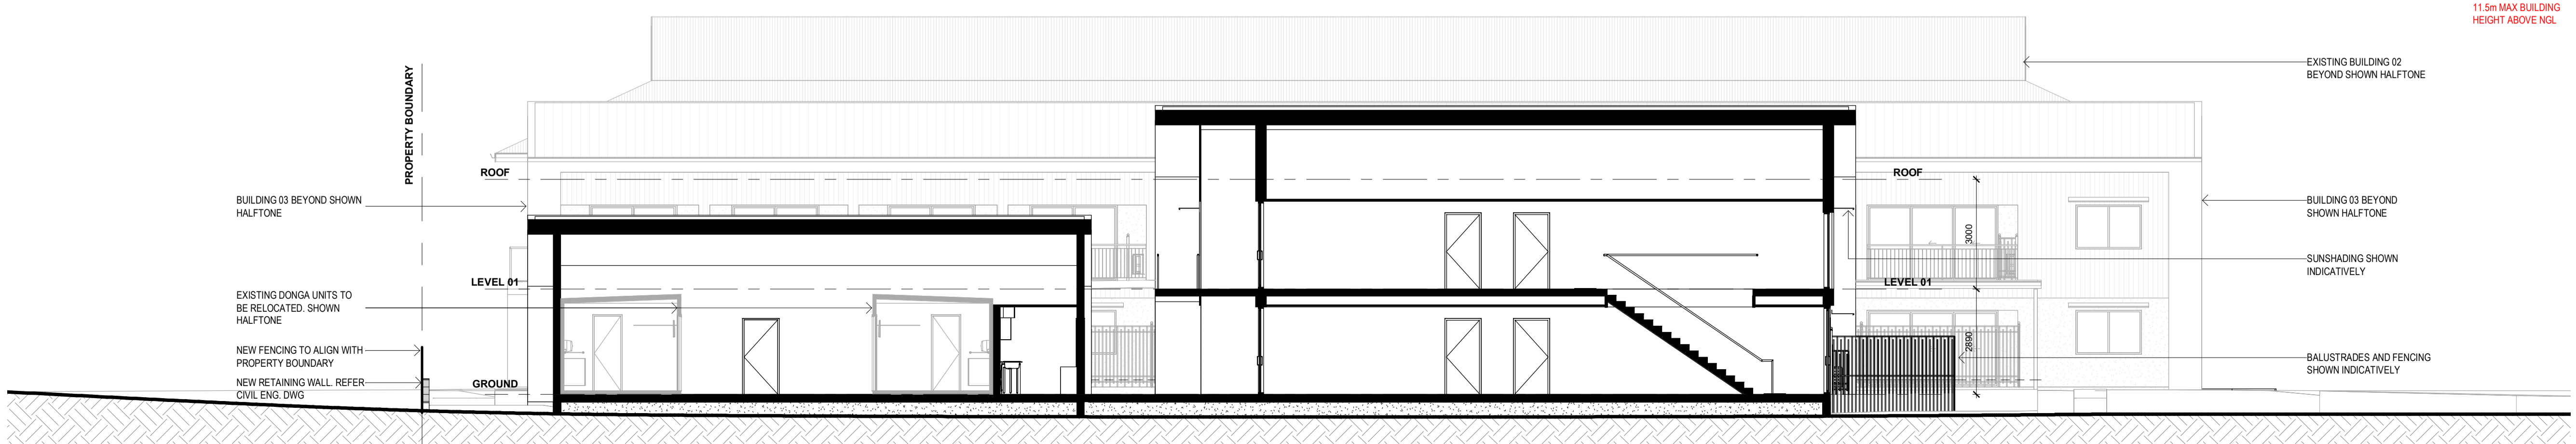 11.5m MAX BUILDING
HEIGHT ABOVE NGL
PROPERTY BOUNDARY
EXISTING BUILDING 02
BEYOND SHOWN HALFTONE
ROOF
ROOF
BUILDING 03 BEYOND SHOWN
HALFTONE
BUILDING 03 BEYOND
SHOWN HALFTONE
3000
SUNSHADING SHOWN
INDICATIVELY
LEVEL 01
LEVEL 01
EXISTING DONGA UNITS TO
BE RELOCATED. SHOWN
HALFTONE
2890
NEW FENCING TO ALIGN WITH
PROPERTY BOUNDARY
BALUSTRADES AND FENCING
SHOWN INDICATIVELY
NEW RETAINING WALL. REFER
CIVIL ENG. DWG
GROUND